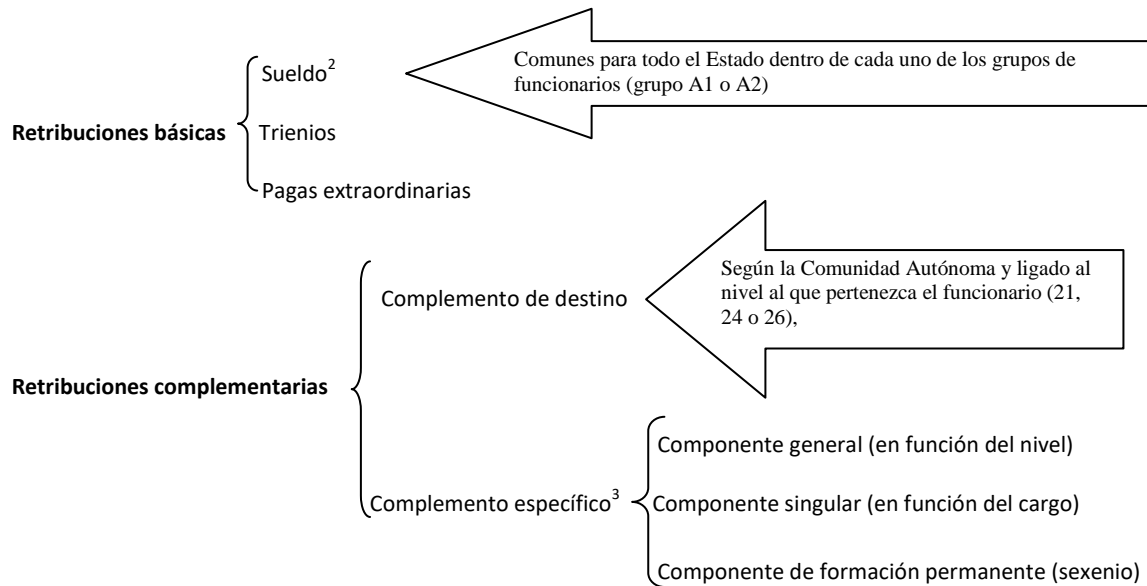 Sueldo²
Comunes para todo el Estado dentro de cada uno de los grupos de
funcionarios (grupo A1 o A2)
Retribuciones básicas
Trienios
Pagas extraordinarias
Complemento de destino
Según la Comunidad Autónoma y ligado al
nivel al que pertenezca el funcionario (21,
24 o 26),
Retribuciones complementarias
Complemento específico³
Componente general (en función del nivel)
Componente singular (en función del cargo)
Componente de formación permanente (sexenio)